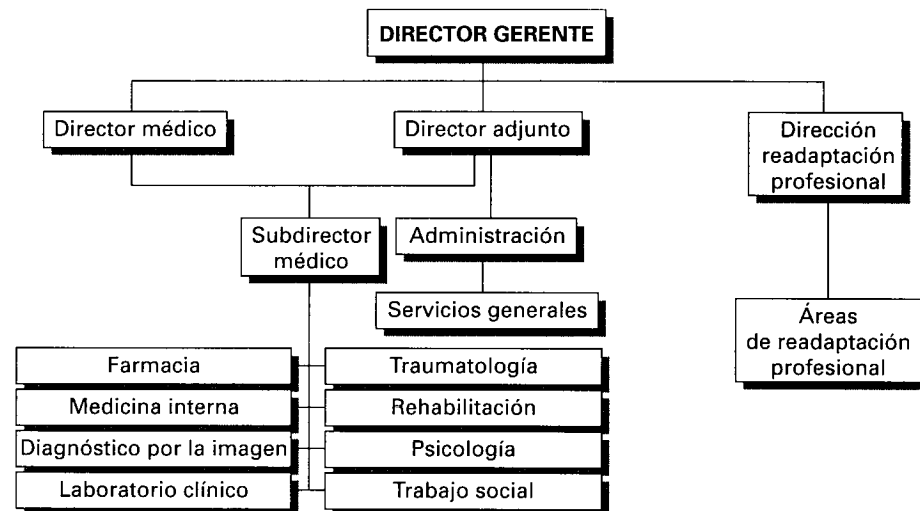 DIRECTOR GERENTE
Director médico
Director adjunto
Dirección
readaptación
profesional
Subdirector
médico
Administración
Servicios generales
Áreas
de readaptación
profesional
Farmacia
Traumatología
Medicina interna
Rehabilitación
Diagnóstico por la imagen
Psicología
Laboratorio clínico
Trabajo social